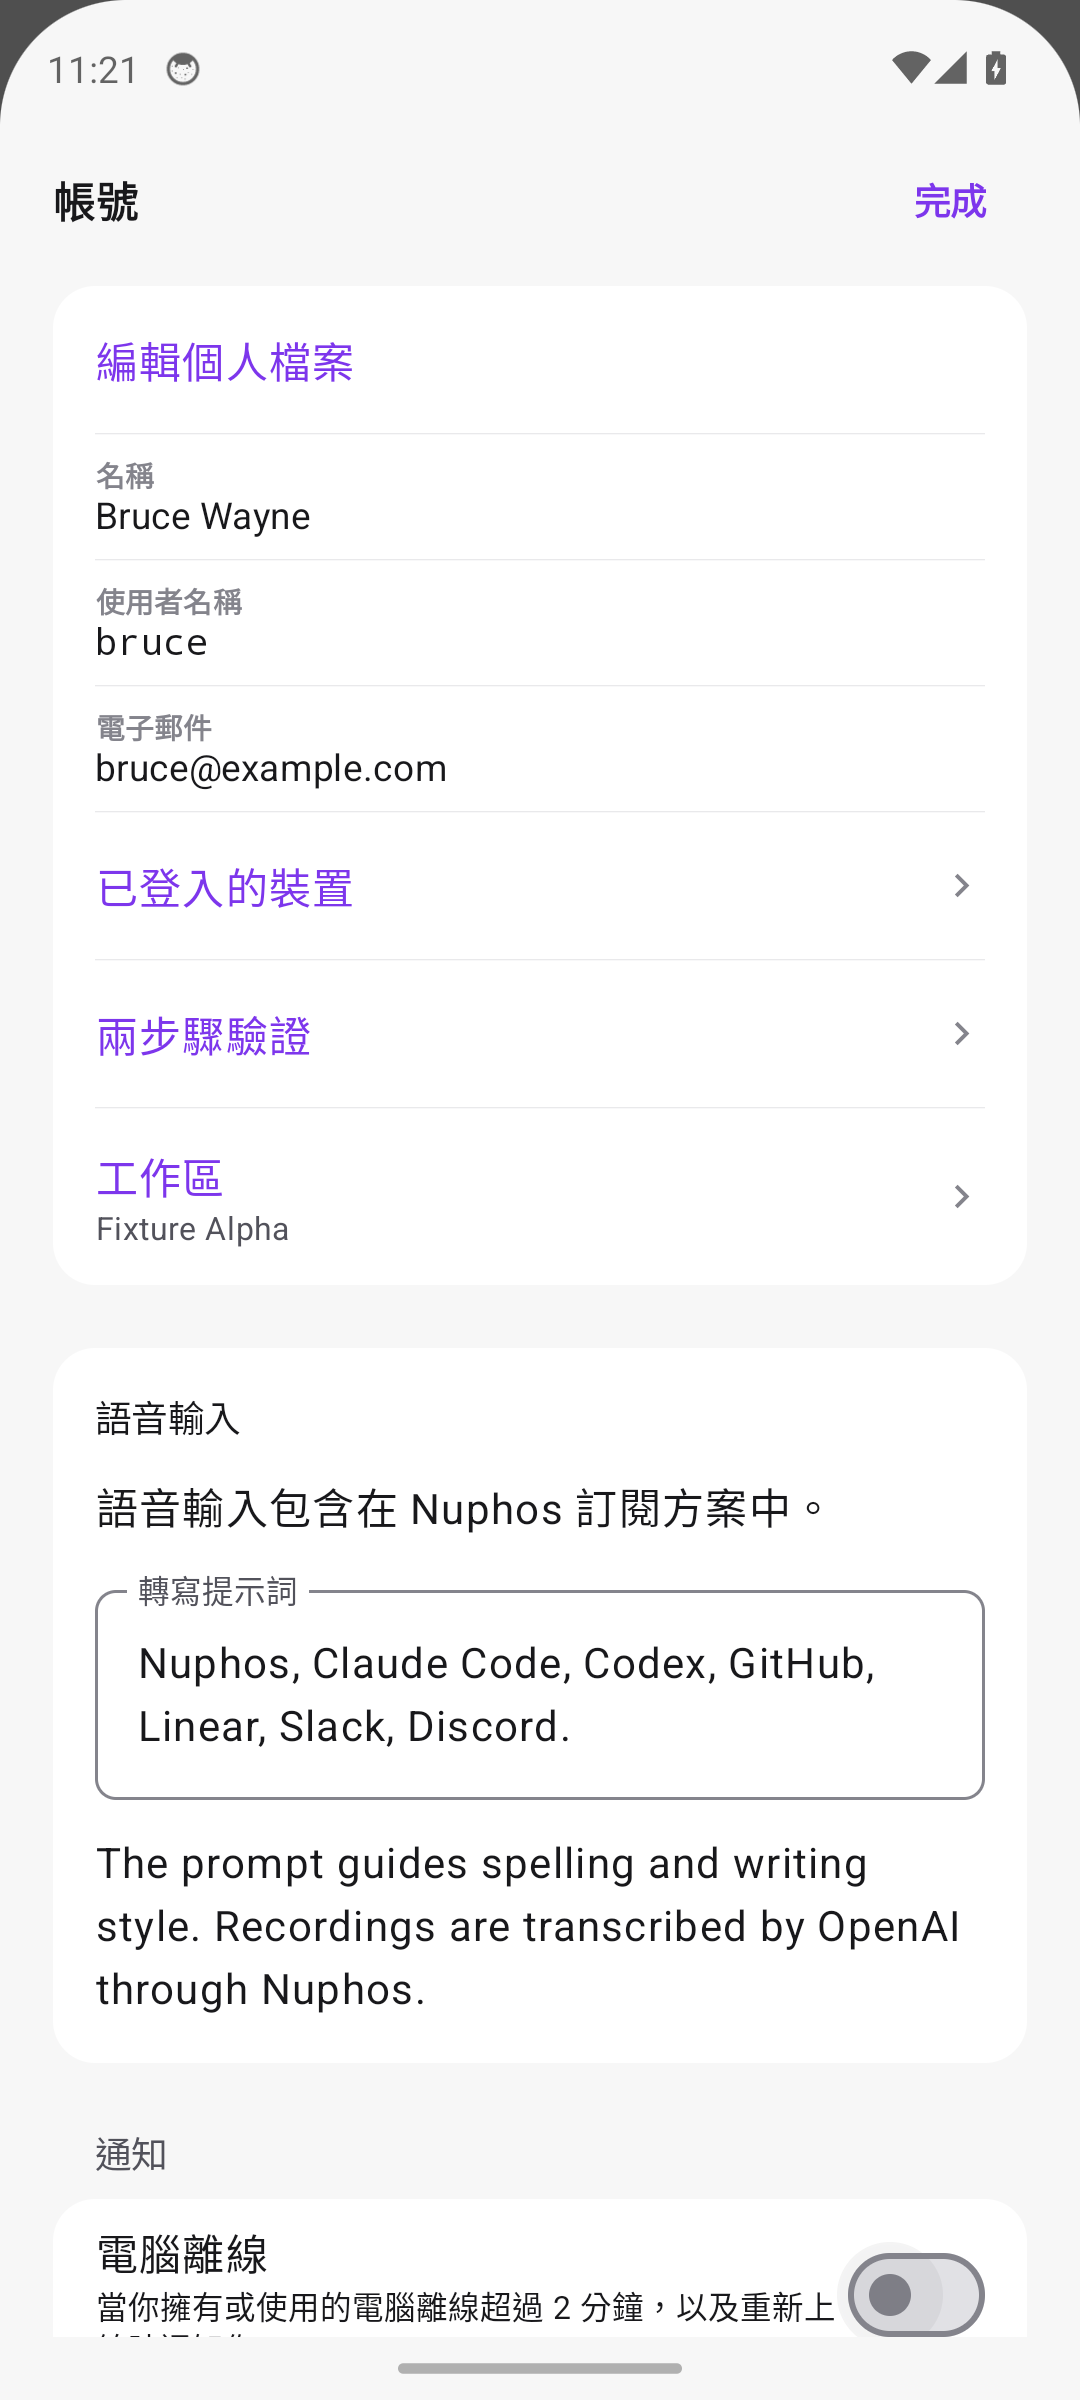 11:21
帳號
完成
編輯個人檔案
名稱
Bruce Wayne
使用者名稱
bruce
電子郵件
bruce@example.com
已登入的裝置
兩步驟驗證
工作區
Fixture Alpha
語音輸入
語音輸入包含在 Nuphos 訂閱方案中。
轉寫提示詞
Nuphos, Claude Code, Codex, GitHub,
Linear, Slack, Discord.
The prompt guides spelling and writing
style. Recordings are transcribed by OpenAI
through Nuphos.
通知
電腦離線
當你擁有或使用的電腦離線超過 2 分鐘，以及重新上